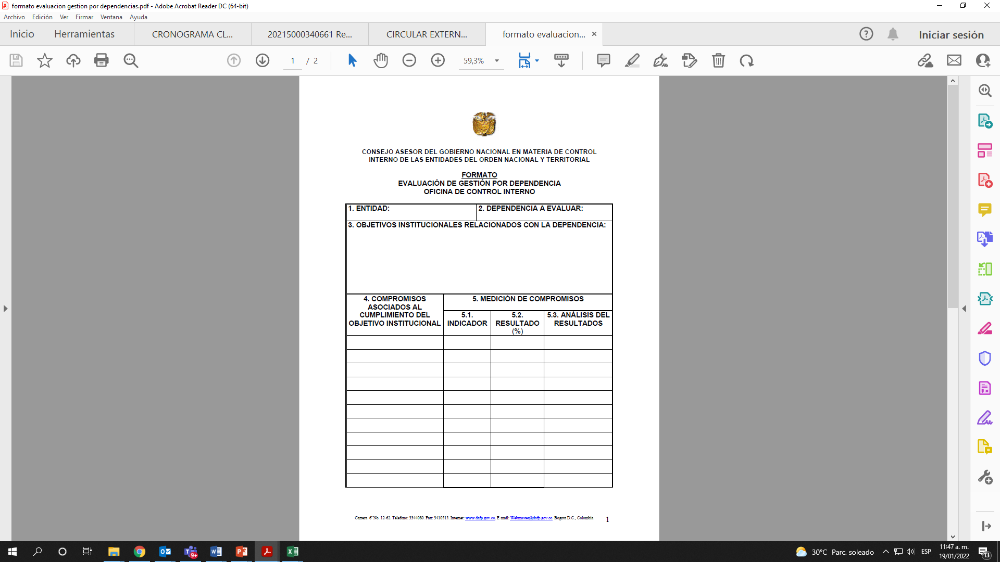 formato evaluacion gestion por dependencias.pdf - Adobe Acrobat Reader DC (64-bit)
Archivo Edición Ver Firmar Ventana Ayuda
Inicio Herramientas CRONOGRAMA CL... 20215000340661 Re... CIRCULAR EXTERN... formato evaluacion... Iniciar sesión
1 / 2 59,3%
CONSEJO ASESOR DEL GOBIERNO NACIONAL EN MATERIA DE CONTROL
INTERNO DE LAS ENTIDADES DEL ORDEN NACIONAL Y TERRITORIAL
FORMATO
EVALUACIÓN DE GESTIÓN POR DEPENDENCIA
OFICINA DE CONTROL INTERNO
1. ENTIDAD: 2. DEPENDENCIA A EVALUAR:
3. OBJETIVOS INSTITUCIONALES RELACIONADOS CON LA DEPENDENCIA:
4. COMPROMISOS
ASOCIADOS AL
CUMPLIMIENTO DEL
OBJETIVO INSTITUCIONAL
5. MEDICIÓN DE COMPROMISOS
5.1.
INDICADOR
5.2.
RESULTADO
(%)
5.3. ANÁLISIS DEL
RESULTADOS
Carrera 6ª No. 12-62. Teléfono: 3344080. Fax: 3410515. Internet: www.dafp.gov.co. E-mail: Webmaster@dafp.gov.co. Bogotá D.C., Colombia 1
9+
30°C Parc. soleado ESP 11:47 a. m.
19/01/2022
13